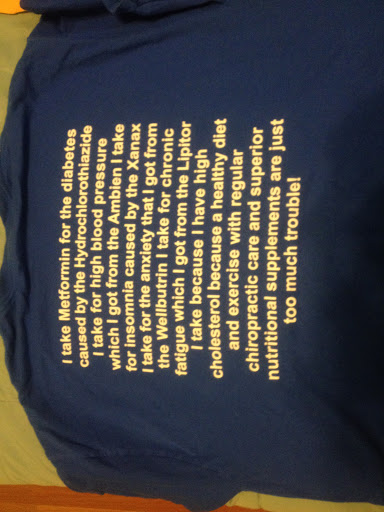 I take Metformin for the diabetes
caused by the Hydrochlorothiazide
I take for high blood pressure
which I got from the Ambien I take
for insomnia caused by the Xanax
I take for the anxiety that I got from
the Wellbutrin I take for chronic
fatigue which I got from the Lipitor
I take because I have high
cholesterol because a healthy diet
and exercise with regular
chiropractic care and superior
nutritional supplements are just
too much trouble!